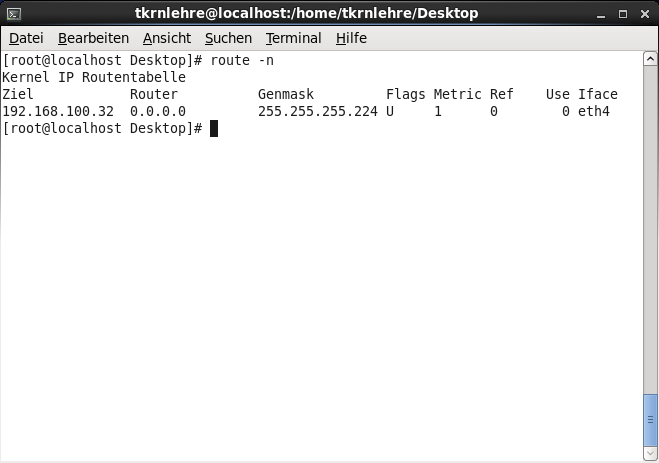 tkrnlehre@localhost:/home/tkrnlehre/Desktop
Datei Bearbeiten Ansicht Suchen Terminal Hilfe
[root@localhost Desktop]# route -n
Kernel IP Routentabelle
Ziel Router Genmask Flags Metric Ref Use Iface
192.168.100.32 0.0.0.0 255.255.255.224 U 1 0 0 eth4
[root@localhost Desktop]#